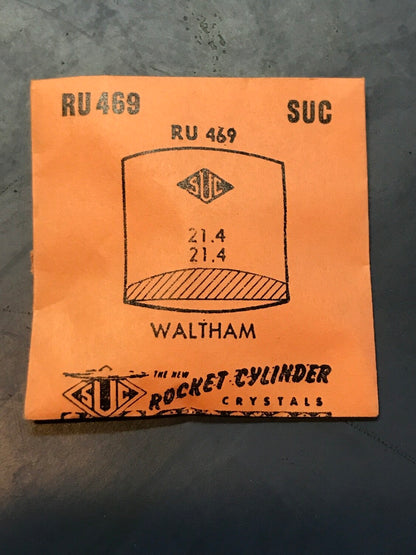 RU 469 SUC
RU 469
SUC
21.4
21.4
WALTHAM
THE NEW
SUC ROCKET CYLINDER
CRYSTALS